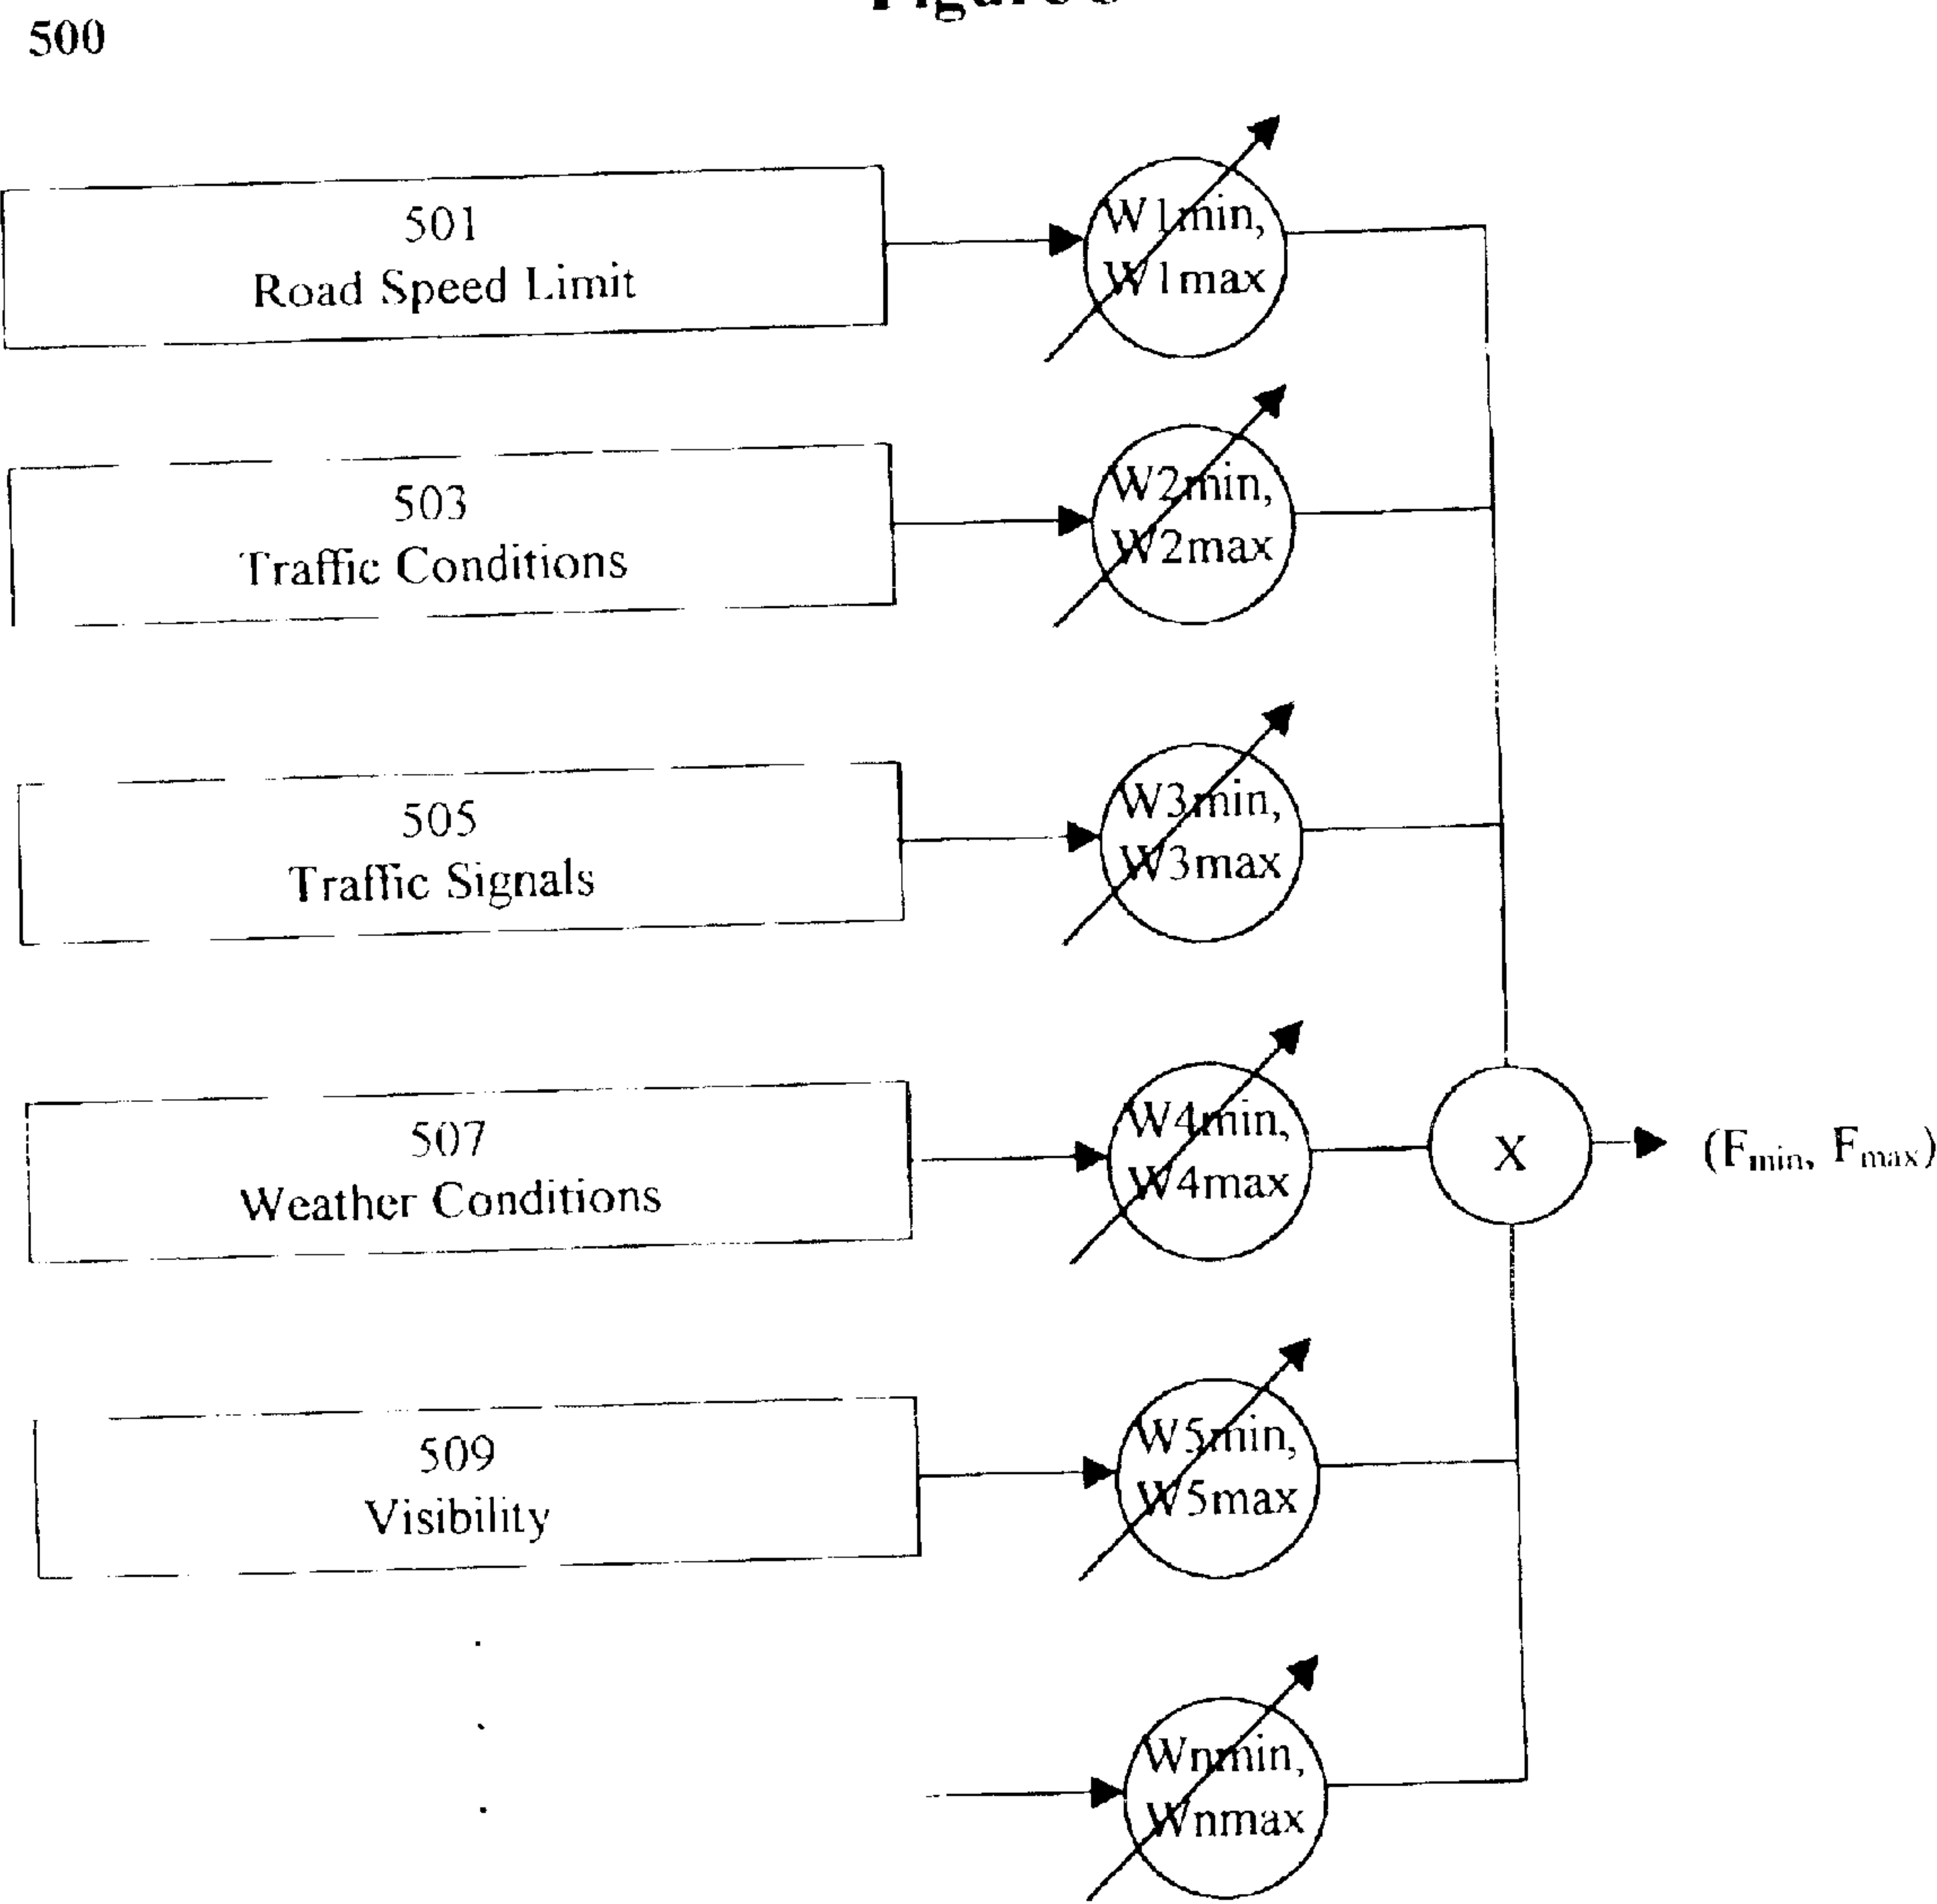 500
501
Road Speed Limit
W1min,
W1max
503
Traffic Conditions
W2min,
W2max
505
Traffic Signals
W3min,
W3max
507
Weather Conditions
W4min,
W4max
X
(Fmin, Fmax)
509
Visibility
W5min,
W5max
Wnmin,
Wnmax